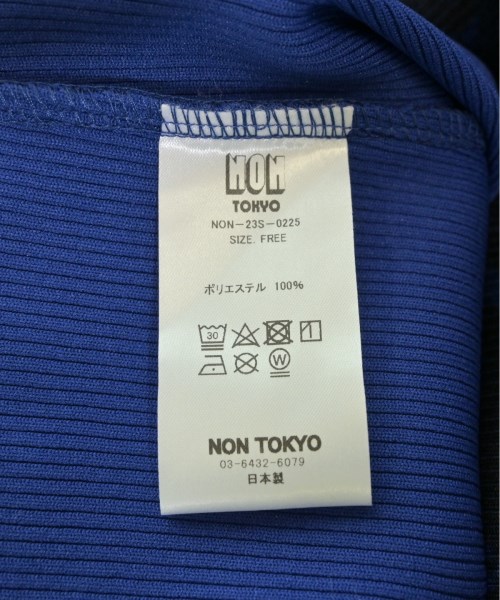 NON
TOKYO
NON-23S-0225
SIZE. FREE
ポリエステル 100%
30
W
NON TOKYO
03-6432-6079
日本製